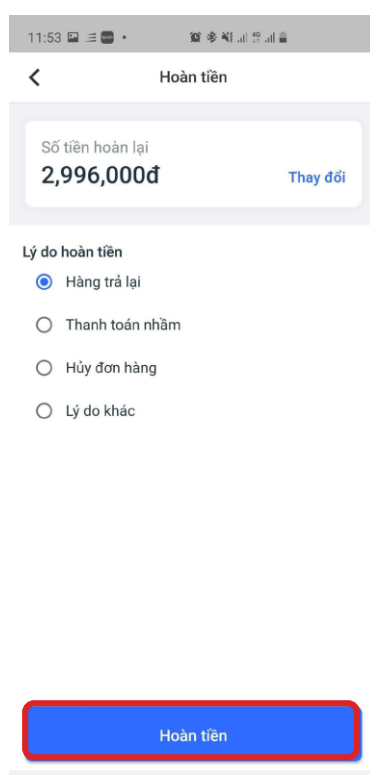 11:53
Hoàn tiền
Số tiền hoàn lại
2,996,000đ
Thay đổi
Lý do hoàn tiền
Hàng trả lại
Thanh toán nhầm
Hủy đơn hàng
Lý do khác
Hoàn tiền